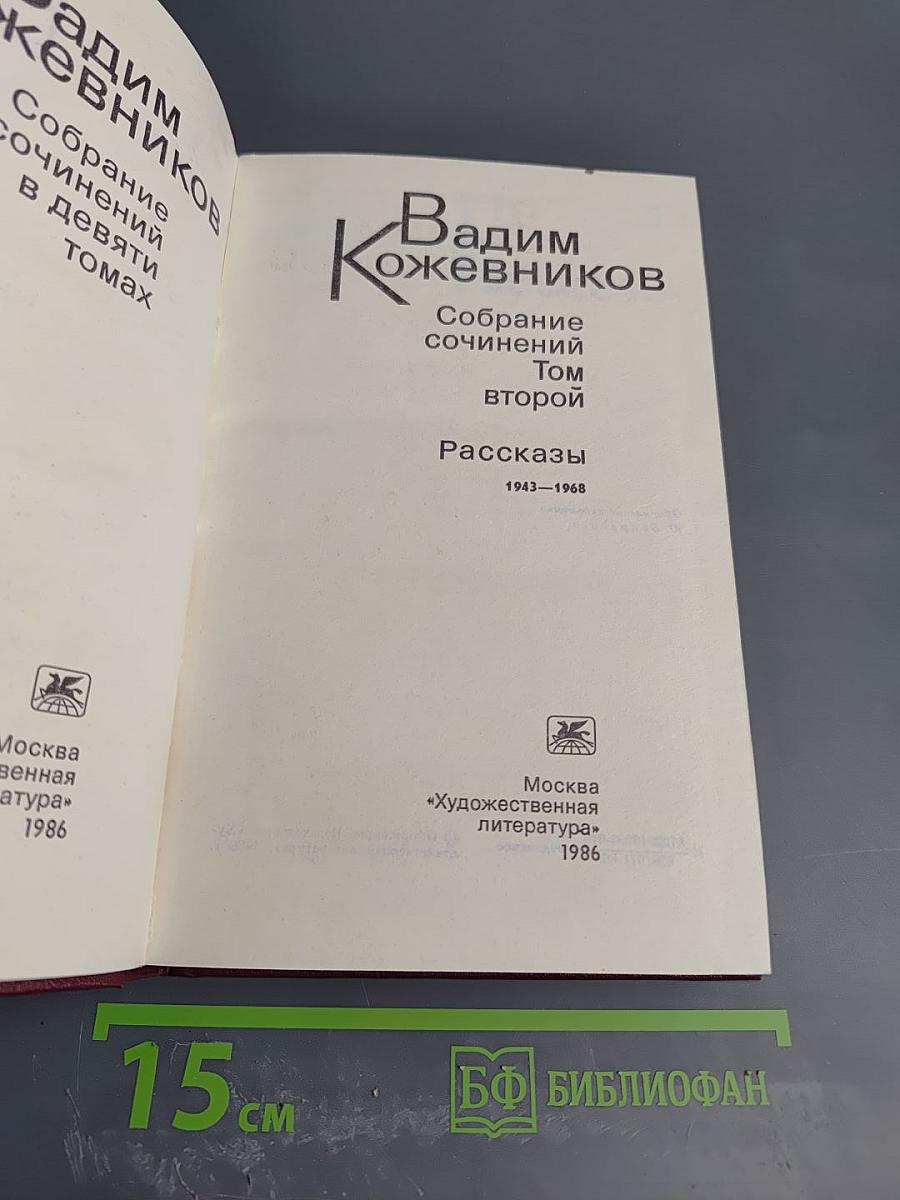 Вадим
Кожевников
Собрание
сочинений
в девяти
томах
Москва
1986
Вадим
Кожевников
Собрание
сочинений
Том
второй
Рассказы
1943—1968
Москва
«Художественная
литература»
1986
15 см
БФ БИБЛИОФАН